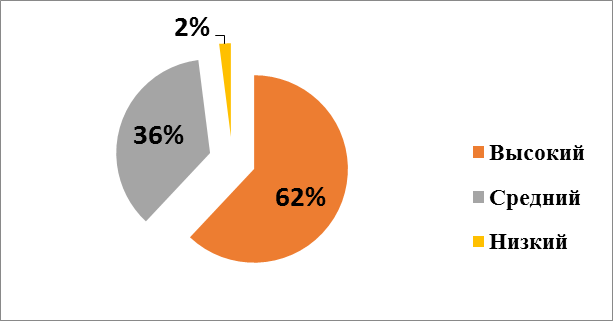 2%
36%
62%
Высокий
Средний
Низкий